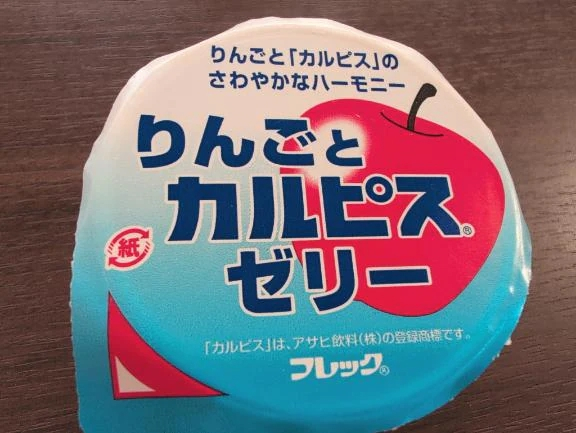 りんごと「カルピス」の
さわやかなハーモニー
りんごと
カルピス®
ゼリー
紙
「カルピス」は、アサヒ飲料(株)の登録商標です。
フレック®